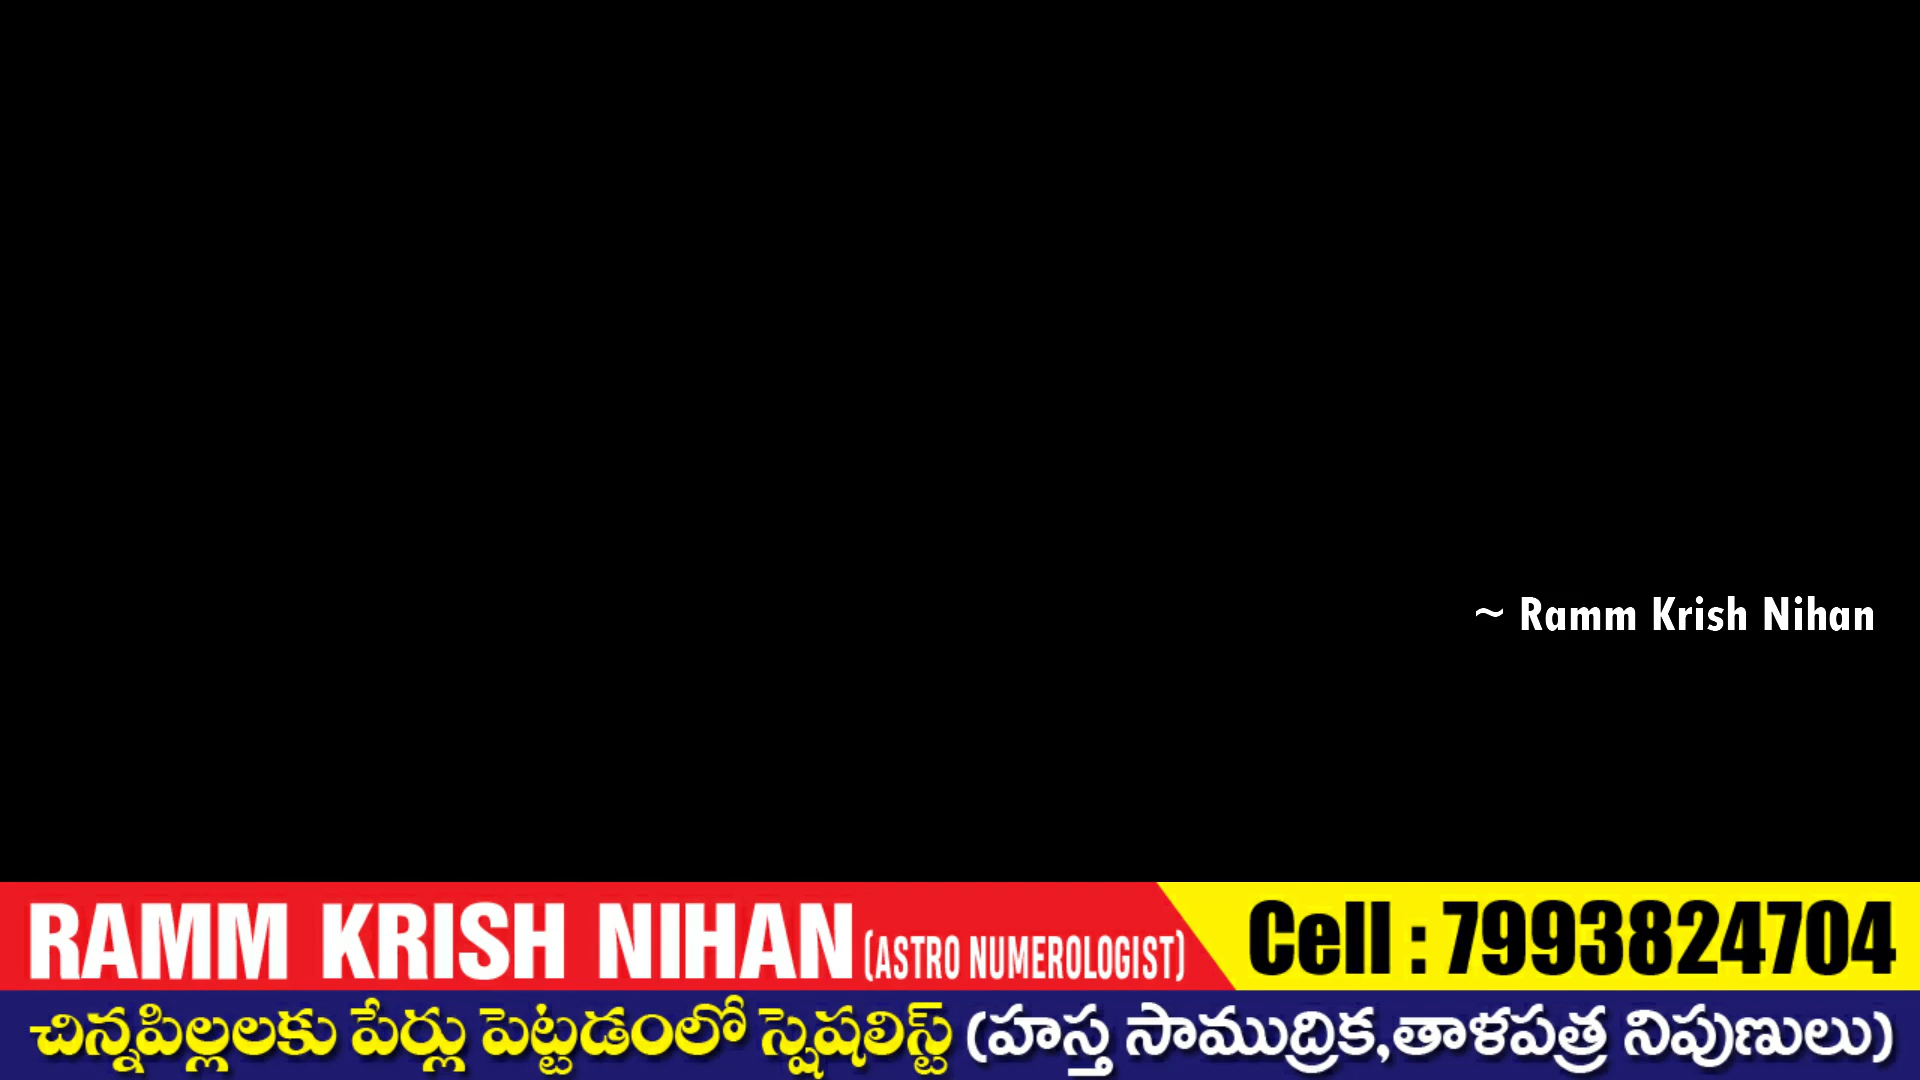 ~ Ramm Krish Nihan
RAMM KRISH NIHAN (ASTRO NUMEROLOGIST) Cell : 7993824704
చిన్నపిల్లలకు పేర్లు పెట్టడంలో స్పెషలిస్ట్ (హస్త సాముద్రిక,తాళపత్ర నిపుణులు)